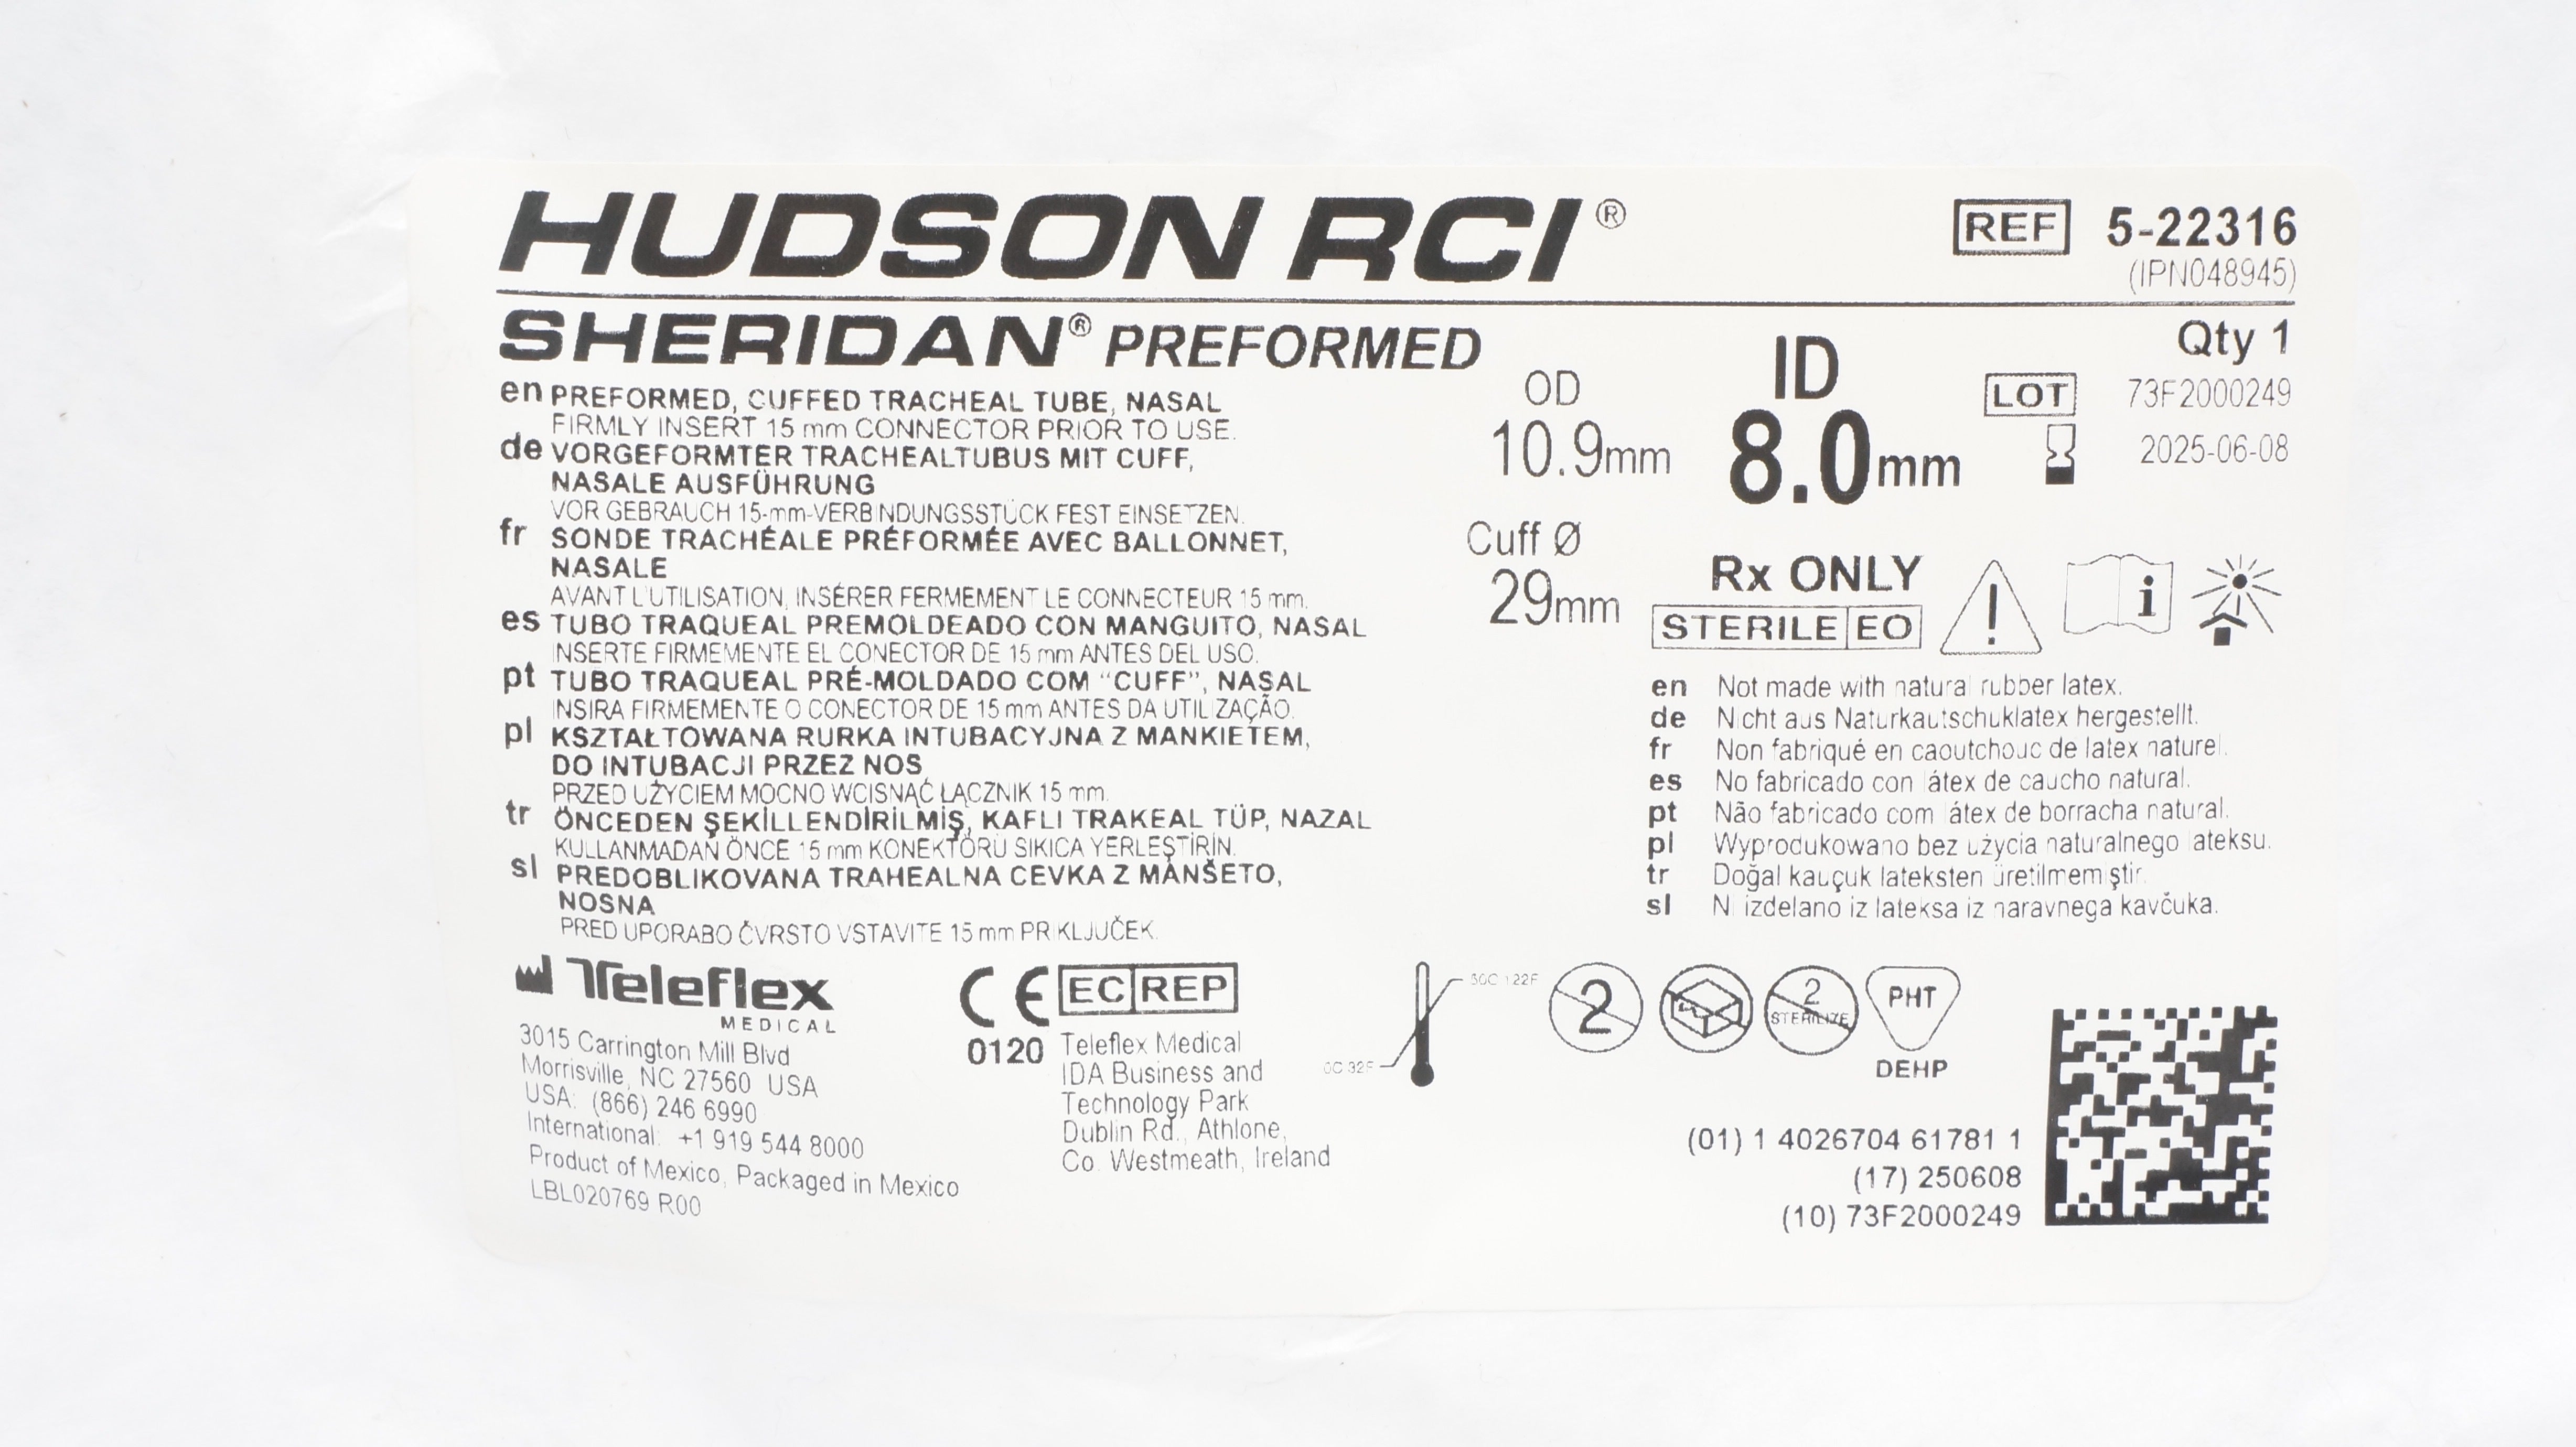 HUDSON RCI®
REF 5-22316
(IPN048945)
SHERIDAN® PREFORMED
Qty 1
en PREFORMED, CUFFED TRACHEAL TUBE, NASAL
FIRMLY INSERT 15 mm CONNECTOR PRIOR TO USE.
de VORGEFORMTER TRACHEALTUBUS MIT CUFF,
NASALE AUSFÜHRUNG
VOR GEBRAUCH 15-mm-VERBINDUNGSSTÜCK FEST EINSETZEN.
fr SONDE TRACHÉALE PRÉFORMÉE AVEC BALLONNET,
NASALE
AVANT L'UTILISATION, INSÉRER FERMEMENT LE CONNECTEUR 15 mm.
es TUBO TRAQUEAL PREMOLDEADO CON MANGUITO, NASAL
INSERTE FIRMEMENTE EL CONECTOR DE 15 mm ANTES DEL USO.
pt TUBO TRAQUEAL PRÉ-MOLDADO COM “CUFF”, NASAL
INSIRA FIRMEMENTE O CONECTOR DE 15 mm ANTES DA UTILIZAÇÃO.
pl KSZTAŁTOWANA RURKA INTUBACYJNA Z MANKIETEM,
DO INTUBACJI PRZEZ NOS
PRZED UŻYCIEM MOCNO WCISNĄĆ ŁĄCZNIK 15 mm.
tr ÖNCEDEN ŞEKİLLENDİRİLMİŞ, KAFLI TRAKEAL TÜP, NAZAL
KULLANMADAN ÖNCE 15 mm KONEKTÖRÜ SIKICA YERLEŞTİRİN.
sl PREDOBLIKOVANA TRAHEALNA CEVKA Z MANŠETO,
NOSNA
PRED UPORABO ČVRSTO VSTAVITE 15 mm PRIKLJUČEK.
OD
10.9mm
ID
8.0mm
Cuff Ø
29mm
LOT 73F2000249
2025-06-08
Rx ONLY
STERILE EO
en Not made with natural rubber latex.
de Nicht aus Naturkautschuklatex hergestellt.
fr Non fabriqué en caoutchouc de latex naturel.
es No fabricado con látex de caucho natural.
pt Não fabricado com látex de borracha natural.
pl Wyprodukowano bez użycia naturalnego lateksu.
tr Doğal kauçuk lateksten üretilmemiştir.
sl Ni izdelano iz lateksa iz naravnega kavčuka.
Teleflex
MEDICAL
3015 Carrington Mill Blvd
Morrisville, NC 27560 USA
USA: (866) 246 6990
International: +1 919 544 8000
Product of Mexico, Packaged in Mexico
LBL020769 R00
CE
0120
EC REP
Teleflex Medical
IDA Business and
Technology Park
Dublin Rd., Athlone,
Co. Westmeath, Ireland
50C 122F
0C 32F
2
2
STERILIZE
PHT
DEHP
(01) 1 4026704 61781 1
(17) 250608
(10) 73F2000249